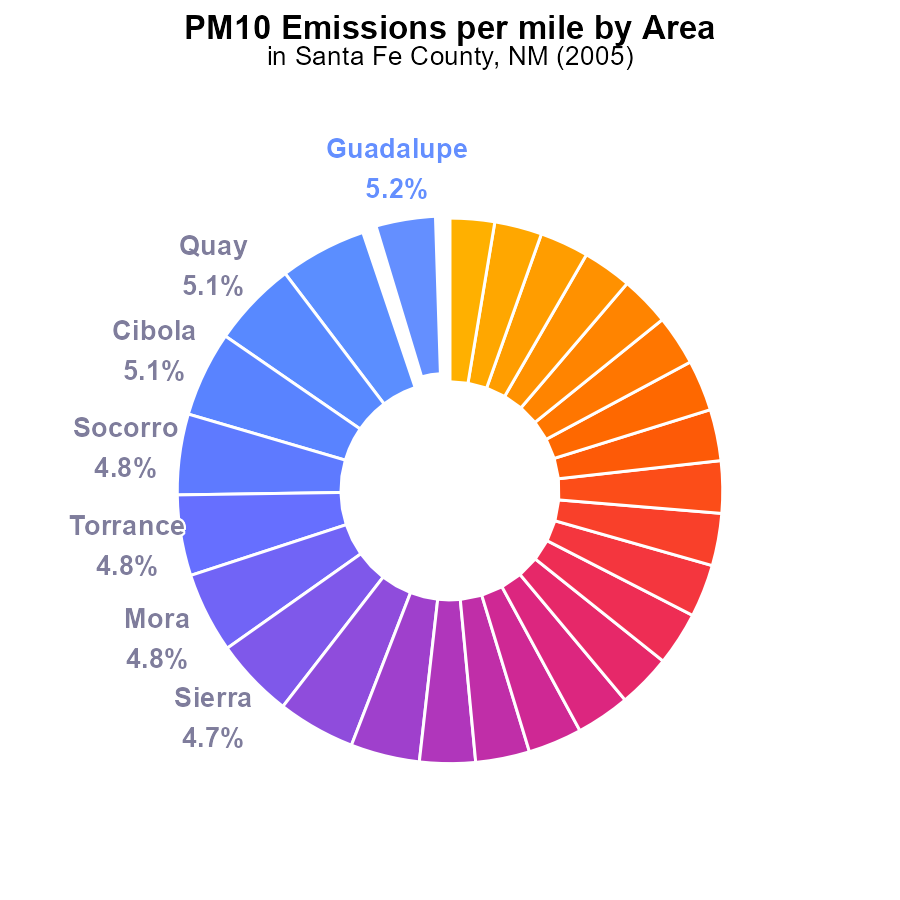 PM10 Emissions per mile by Area
in Santa Fe County, NM (2005)
Guadalupe
5.2%
Quay
5.1%
Cibola
5.1%
Socorro
4.8%
Torrance
4.8%
Mora
4.8%
Sierra
4.7%